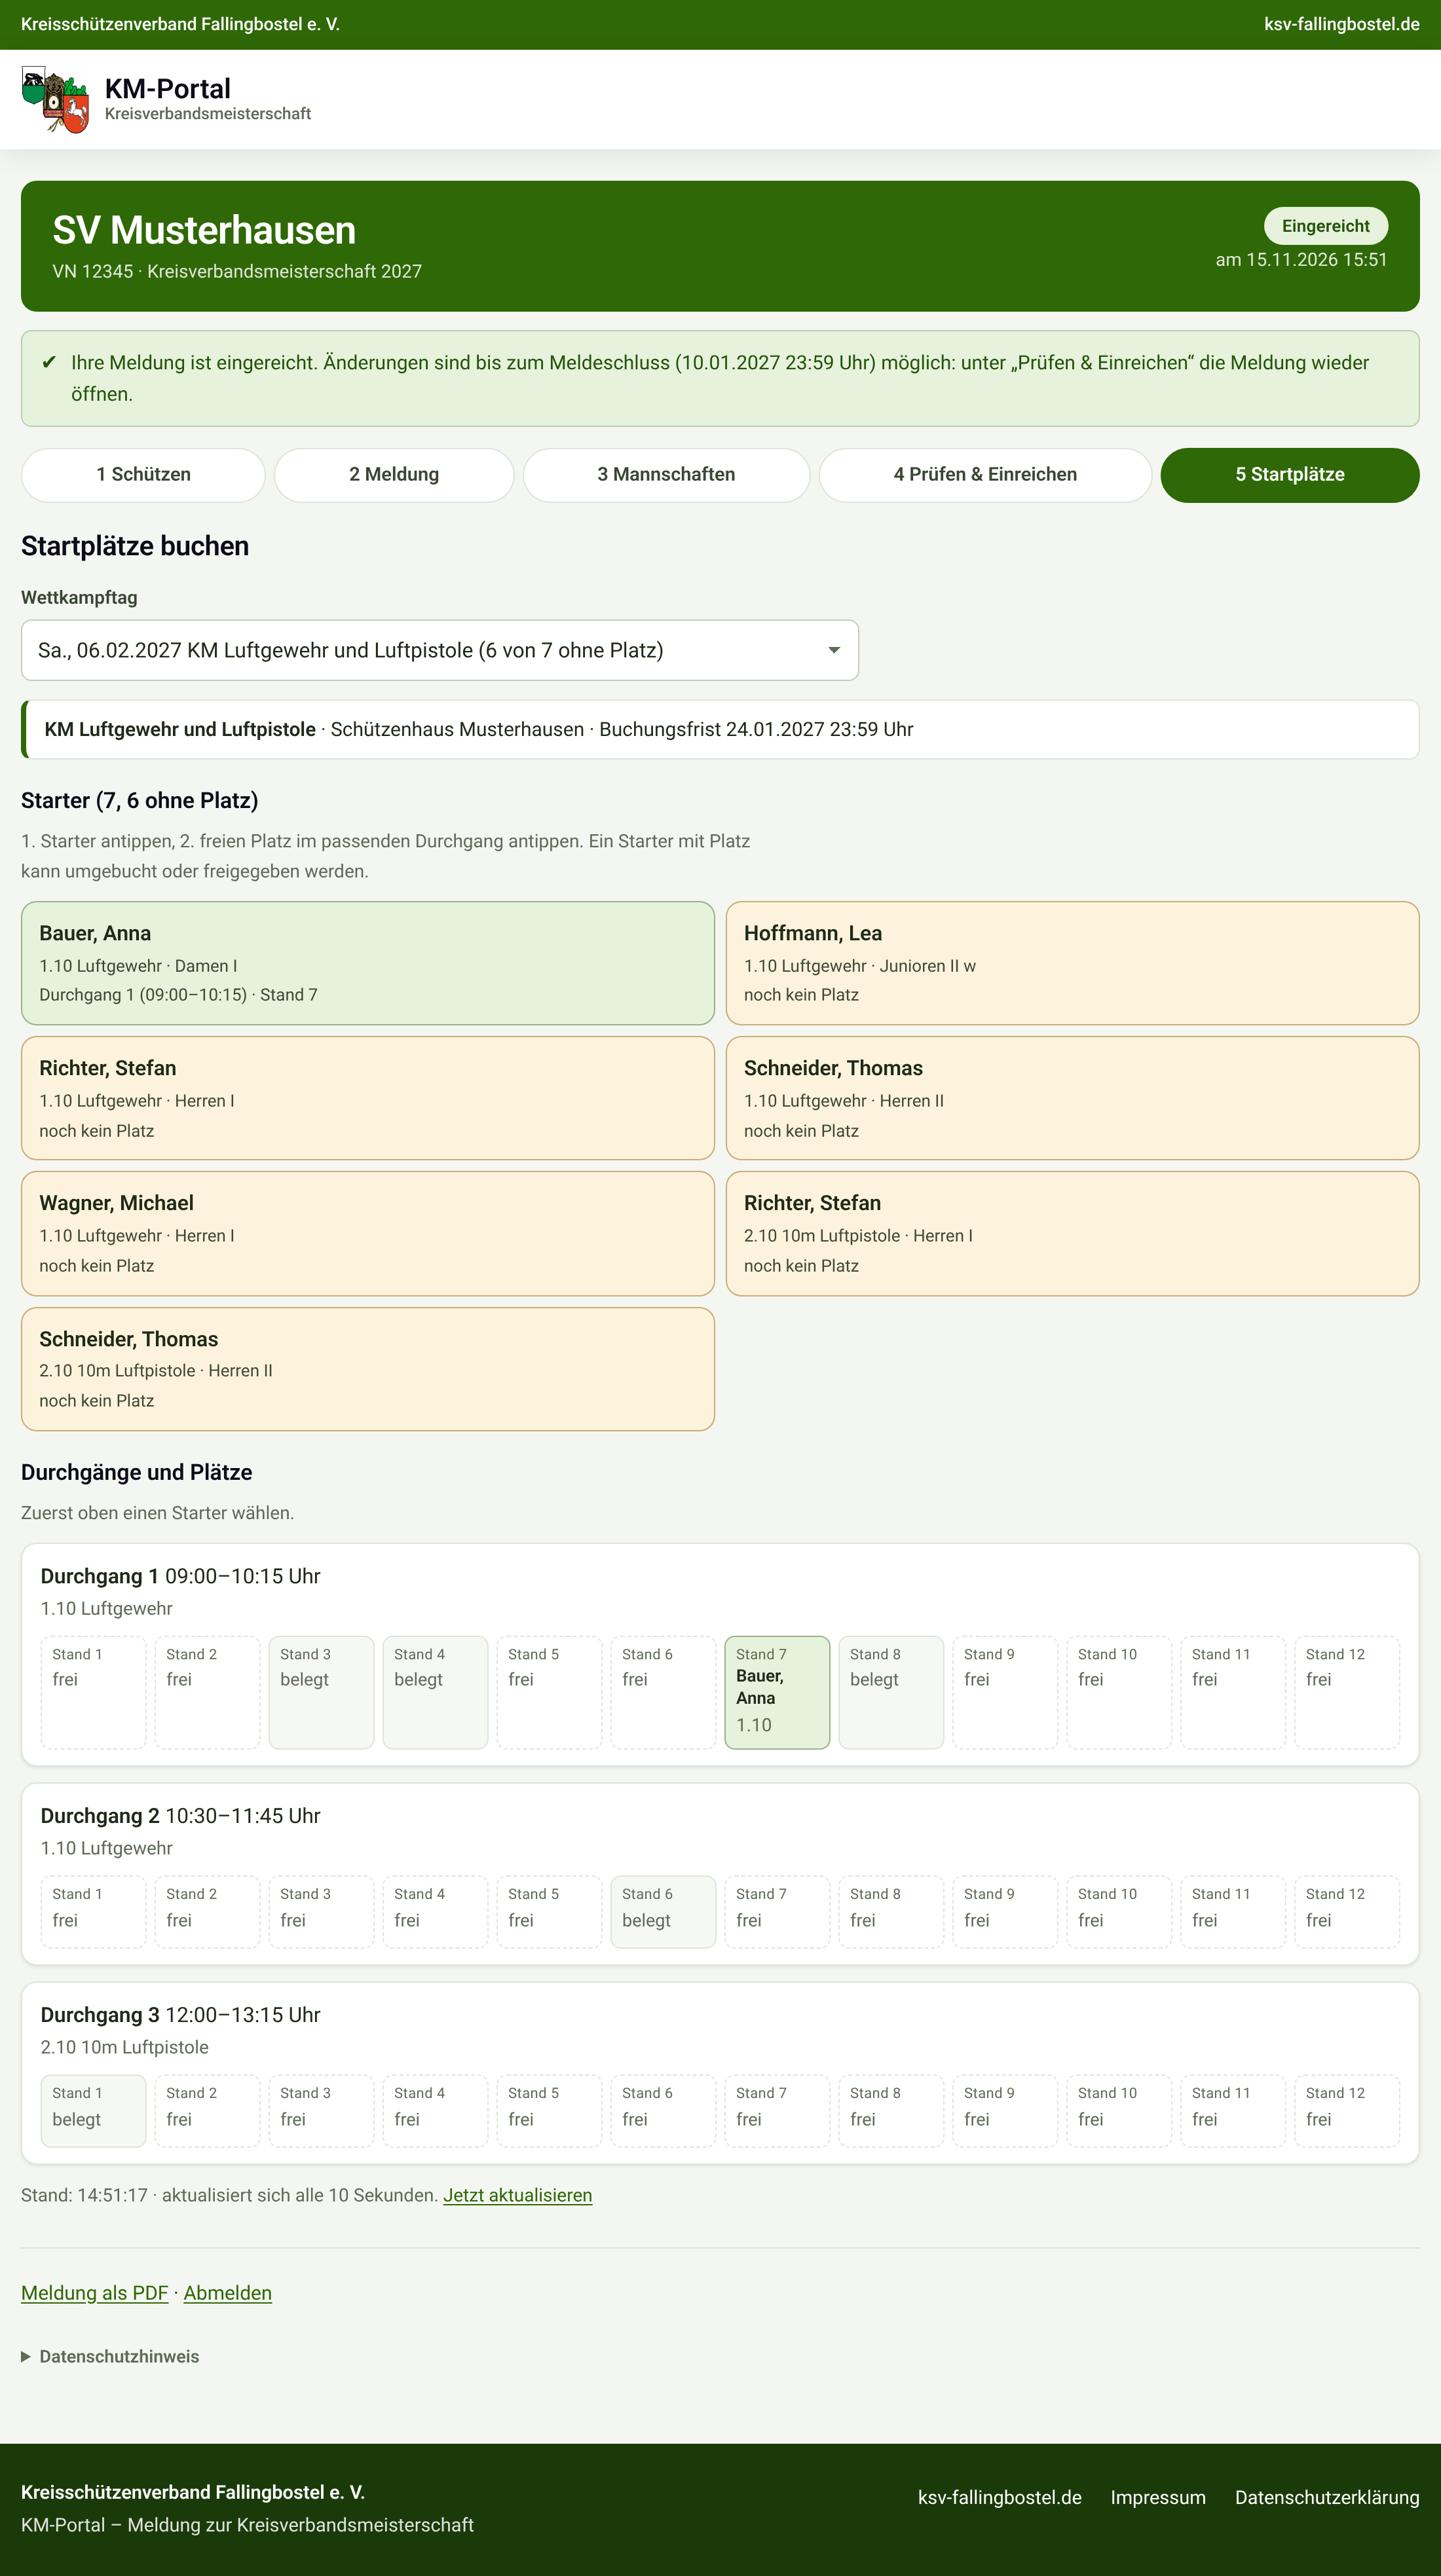 Kreisschützenverband Fallingbostel e. V.
ksv-fallingbostel.de
KM-Portal
Kreisverbandsmeisterschaft
SV Musterhausen
VN 12345 · Kreisverbandsmeisterschaft 2027
Eingereicht
am 15.11.2026 15:51
✔ Ihre Meldung ist eingereicht. Änderungen sind bis zum Meldeschluss (10.01.2027 23:59 Uhr) möglich: unter „Prüfen & Einreichen“ die Meldung wieder
öffnen.
1 Schützen
2 Meldung
3 Mannschaften
4 Prüfen & Einreichen
5 Startplätze
Startplätze buchen
Wettkampftag
Sa., 06.02.2027 KM Luftgewehr und Luftpistole (6 von 7 ohne Platz)
KM Luftgewehr und Luftpistole · Schützenhaus Musterhausen · Buchungsfrist 24.01.2027 23:59 Uhr
Starter (7, 6 ohne Platz)
1. Starter antippen, 2. freien Platz im passenden Durchgang antippen. Ein Starter mit Platz
kann umgebucht oder freigegeben werden.
Bauer, Anna
1.10 Luftgewehr · Damen I
Durchgang 1 (09:00–10:15) · Stand 7
Hoffmann, Lea
1.10 Luftgewehr · Junioren II w
noch kein Platz
Richter, Stefan
1.10 Luftgewehr · Herren I
noch kein Platz
Schneider, Thomas
1.10 Luftgewehr · Herren II
noch kein Platz
Wagner, Michael
1.10 Luftgewehr · Herren I
noch kein Platz
Richter, Stefan
2.10 10m Luftpistole · Herren I
noch kein Platz
Schneider, Thomas
2.10 10m Luftpistole · Herren II
noch kein Platz
Durchgänge und Plätze
Zuerst oben einen Starter wählen.
Durchgang 1 09:00–10:15 Uhr
1.10 Luftgewehr
Stand 1
frei
Stand 2
frei
Stand 3
belegt
Stand 4
belegt
Stand 5
frei
Stand 6
frei
Stand 7
Bauer,
Anna
1.10
Stand 8
belegt
Stand 9
frei
Stand 10
frei
Stand 11
frei
Stand 12
frei
Durchgang 2 10:30–11:45 Uhr
1.10 Luftgewehr
Stand 1
frei
Stand 2
frei
Stand 3
frei
Stand 4
frei
Stand 5
frei
Stand 6
belegt
Stand 7
frei
Stand 8
frei
Stand 9
frei
Stand 10
frei
Stand 11
frei
Stand 12
frei
Durchgang 3 12:00–13:15 Uhr
2.10 10m Luftpistole
Stand 1
belegt
Stand 2
frei
Stand 3
frei
Stand 4
frei
Stand 5
frei
Stand 6
frei
Stand 7
frei
Stand 8
frei
Stand 9
frei
Stand 10
frei
Stand 11
frei
Stand 12
frei
Stand: 14:51:17 · aktualisiert sich alle 10 Sekunden. Jetzt aktualisieren
Meldung als PDF · Abmelden
Datenschutzhinweis
Kreisschützenverband Fallingbostel e. V.
KM-Portal – Meldung zur Kreisverbandsmeisterschaft
ksv-fallingbostel.de
Impressum
Datenschutzerklärung